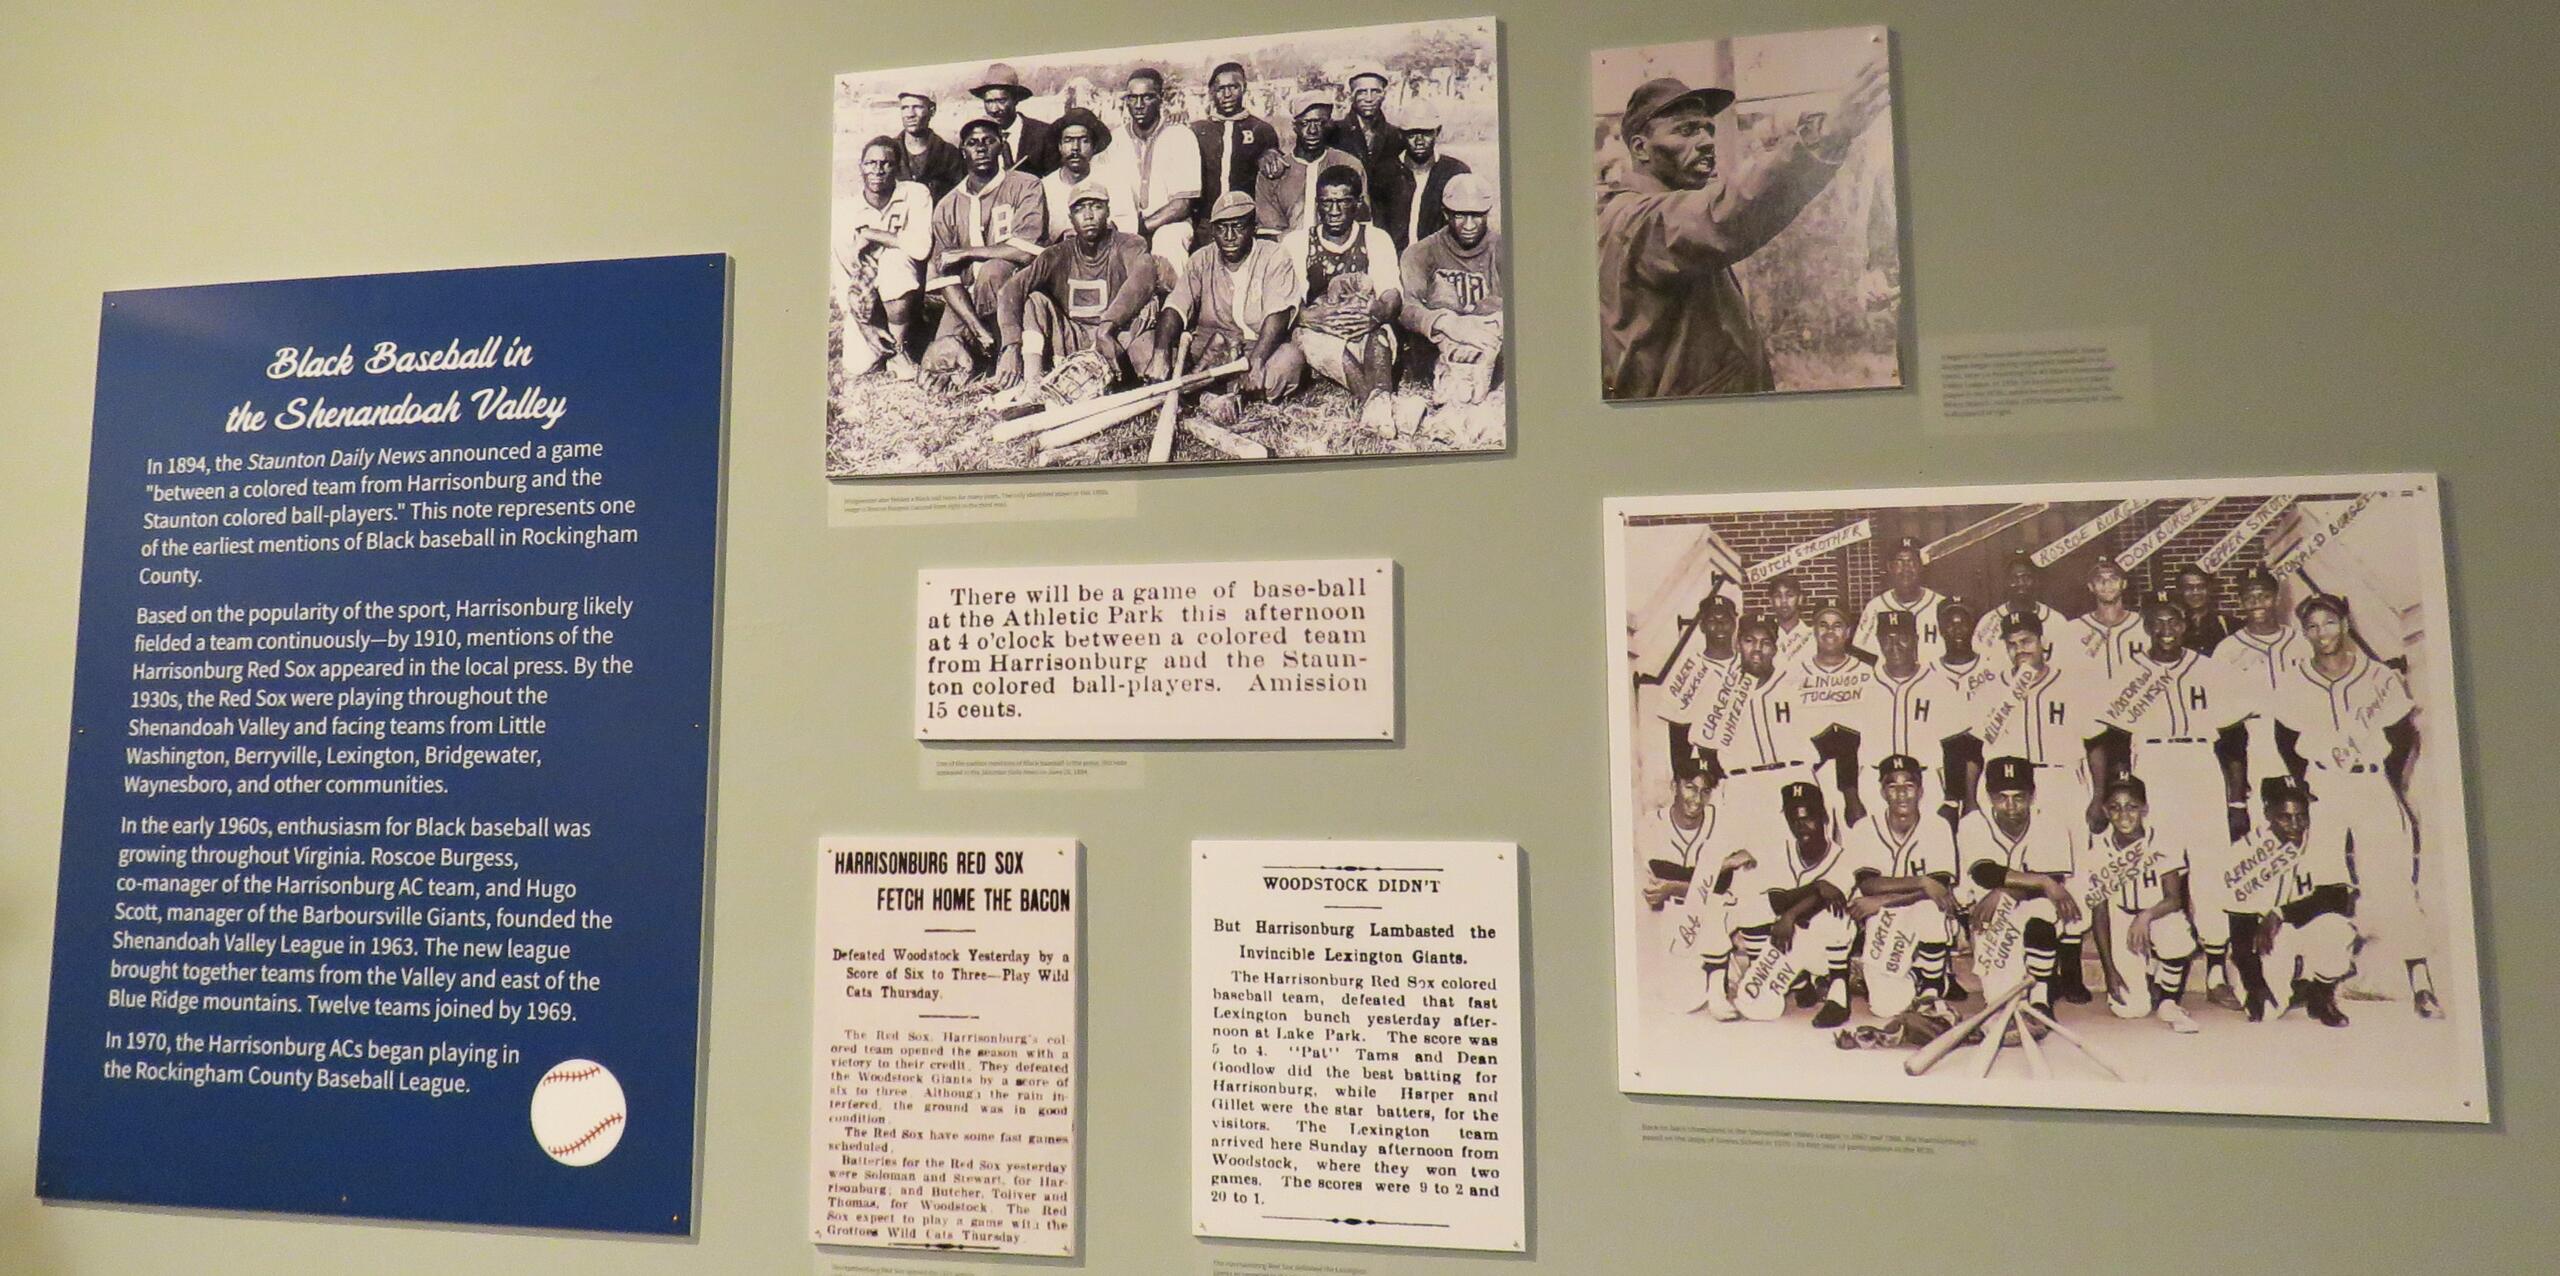 Black Baseball in
the Shenandoah Valley
In 1894, the Staunton Daily News announced a game
"between a colored team from Harrisonburg and the
Staunton colored ball-players." This note represents one
of the earliest mentions of Black baseball in Rockingham
County.
Based on the popularity of the sport, Harrisonburg likely
fielded a team continuously—by 1910, mentions of the
Harrisonburg Red Sox appeared in the local press. By the
1930s, the Red Sox were playing throughout the
Shenandoah Valley and facing teams from Little
Washington, Berryville, Lexington, Bridgewater,
Waynesboro, and other communities.
In the early 1960s, enthusiasm for Black baseball was
growing throughout Virginia. Roscoe Burgess,
co-manager of the Harrisonburg AC team, and Hugo
Scott, manager of the Barboursville Giants, founded the
Shenandoah Valley League in 1963. The new league
brought together teams from the Valley and east of the
Blue Ridge mountains. Twelve teams joined by 1969.
In 1970, the Harrisonburg ACs began playing in
the Rockingham County Baseball League.
B
B
There will be a game of base-ball
at the Athletic Park this afternoon
at 4 o'clock between a colored team
from Harrisonburg and the Staun-
ton colored ball-players. Amission
15 cents.
HARRISONBURG RED SOX
FETCH HOME THE BACON
Defeated Woodstock Yesterday by a
Score of Six to Three—Play Wild
Cats Thursday.
The Red Sox, Harrisonburg's col-
ored team opened the season with a
victory to their credit. They defeated
the Woodstock Giants by a score of
six to three. Although the rain in-
terfered, the ground was in good
condition.
The Red Sox have some fast games
scheduled.
Batteries for the Red Sox yesterday
were Soloman and Stewart, for Har-
risonburg; and Butcher, Toliver and
Thomas, for Woodstock. The Red
Sox expect to play a game with the
Grottoes Wild Cats Thursday.
WOODSTOCK DIDN'T
But Harrisonburg Lambasted the
Invincible Lexington Giants.
The Harrisonburg Red Sox colored
baseball team, defeated that fast
Lexington bunch yesterday after-
noon at Lake Park. The score was
5 to 4. "Pat" Tams and Dean
Goodlow did the best batting for
Harrisonburg, while Harper and
Gillet were the star batters, for the
visitors. The Lexington team
arrived here Sunday afternoon from
Woodstock, where they won two
games. The scores were 9 to 2 and
20 to 1.
BUTCH STROTHER
ROSCOE BURGES
DON BURGESS
PEPPER STROTH
RONALD BURGES
ALBERT
JACKSON
CLARENCE
WHITELOW
LINWOOD
TUCKSON
BOB
WILMOR BYRD
WOODROW
JOHNSON
Roy Taylor
Bob
DONALD
RAY
CARTER
BUNDY
SHERMAN
CURRY
ROSCOE
BURGESS JR
BERNARD
BURGESS